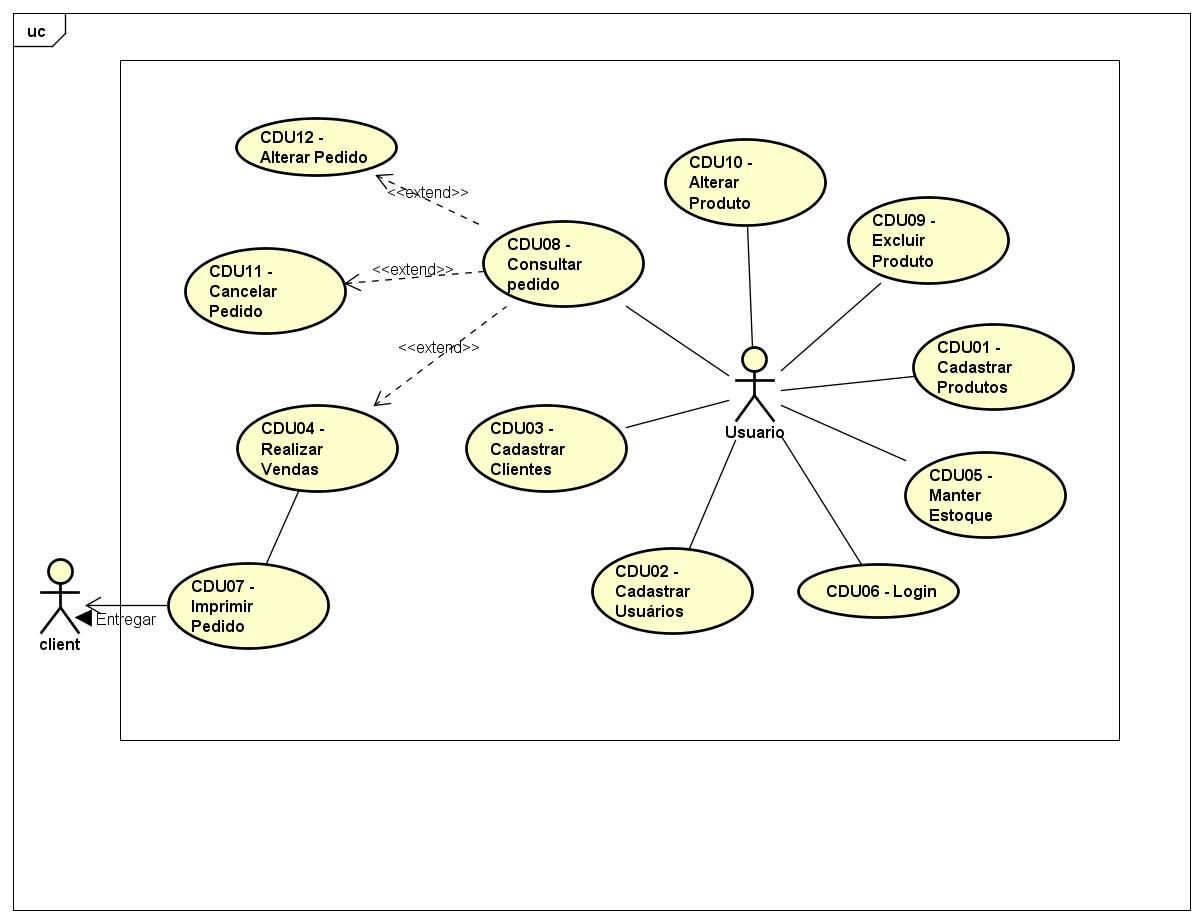 uc
CDU12 -
Alterar Pedido
<<extend>>
CDU10 -
Alterar
Produto
CDU09 -
Excluir
Produto
CDU08 -
Consultar
pedido
CDU11 -
Cancelar
Pedido
<<extend>>
<<extend>>
CDU01 -
Cadastrar
Produtos
Usuario
CDU04 -
Realizar
Vendas
CDU03 -
Cadastrar
Clientes
CDU05 -
Manter
Estoque
CDU07 -
Imprimir
Pedido
CDU02 -
Cadastrar
Usuários
CDU06 - Login
Entregar
client